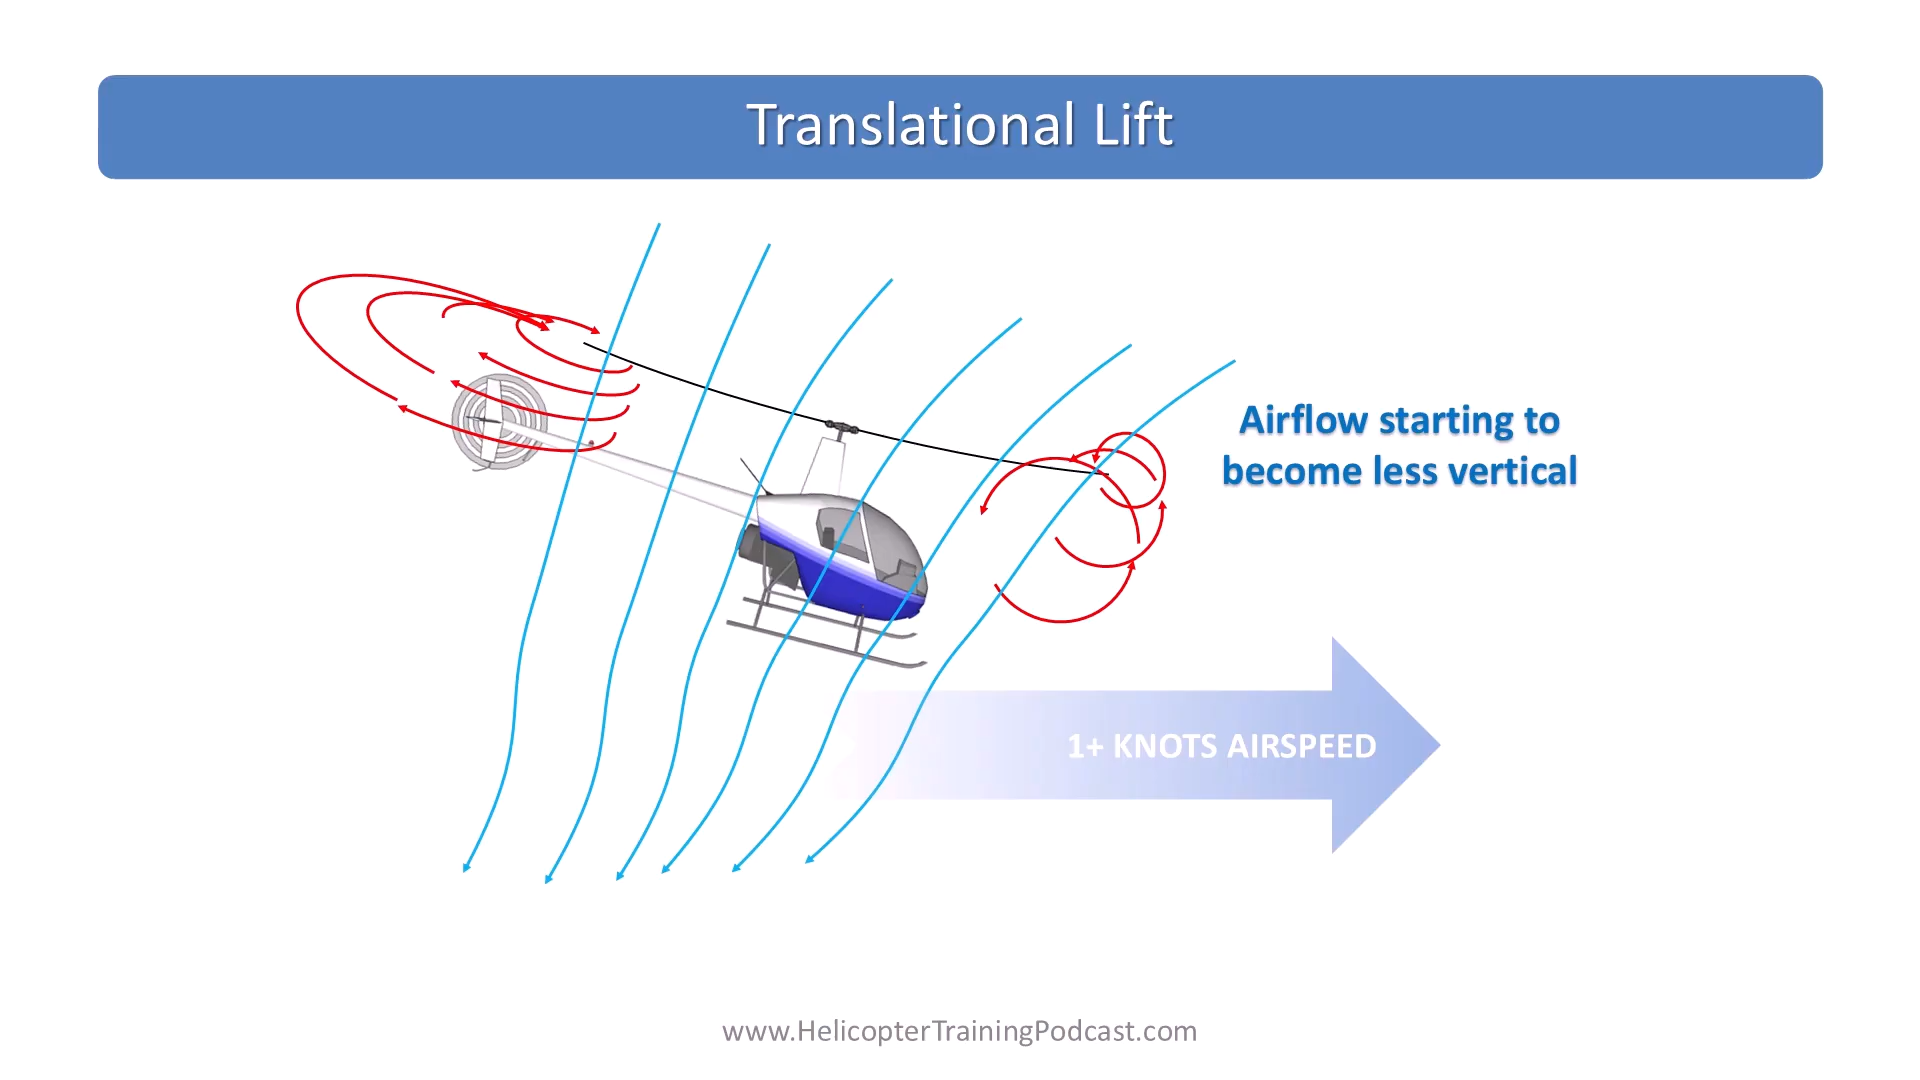 Translational Lift
Airflow starting to
become less vertical
1+ KNOTS AIRSPEED
www.HelicopterTrainingPodcast.com